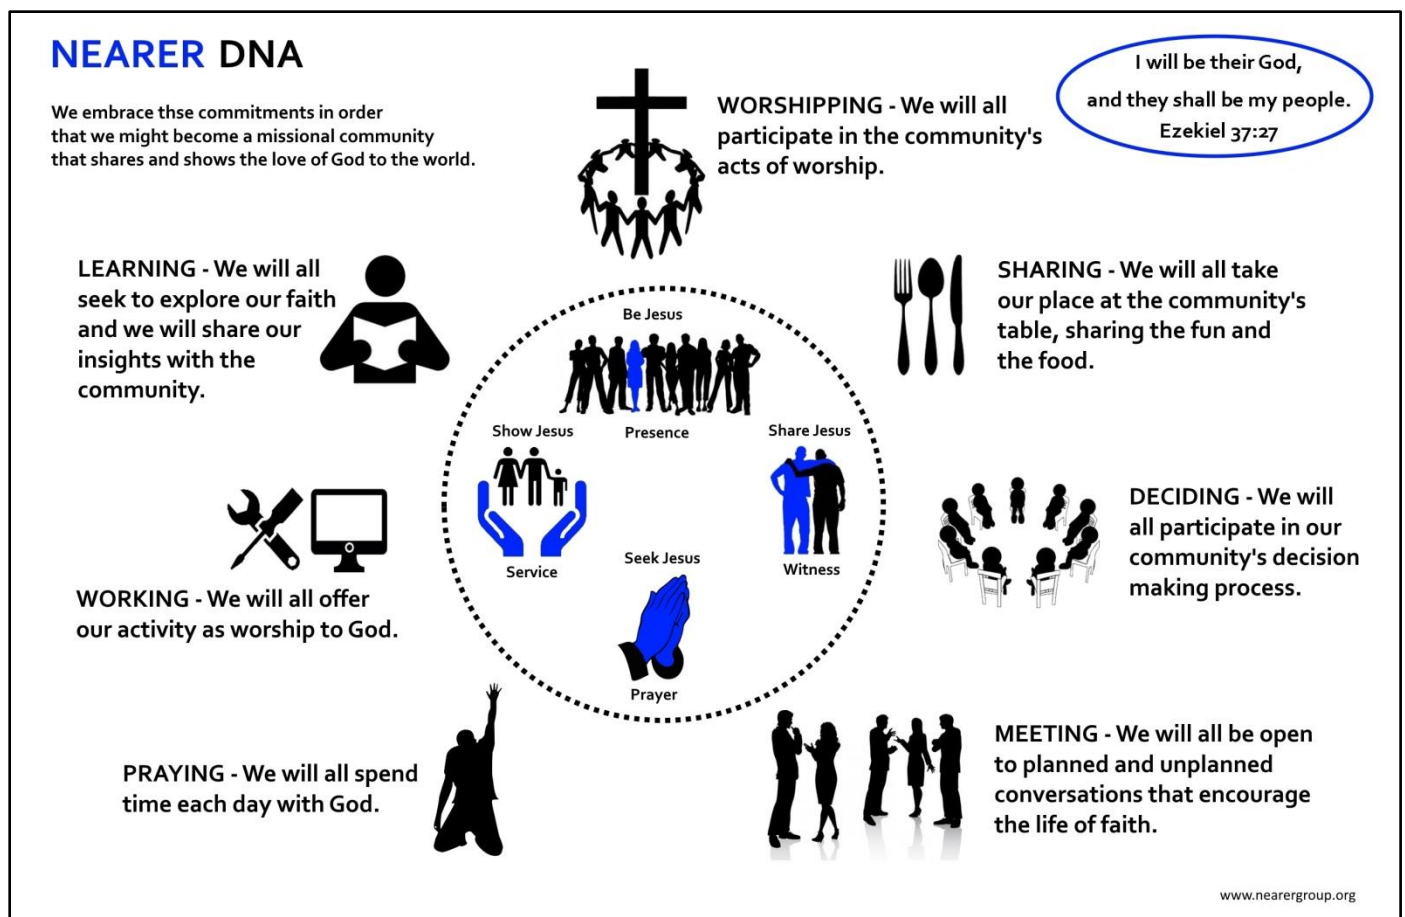 NEARER DNA
We embrace thse commitments in order
that we might become a missional community
that shares and shows the love of God to the world.
I will be their God,
and they shall be my people.
Ezekiel 37:27
WORSHIPPING - We will all
participate in the community's
acts of worship.
LEARNING - We will all
seek to explore our faith
and we will share our
insights with the
community.
SHARING - We will all take
our place at the community's
table, sharing the fun and
the food.
Be Jesus
Presence
Show Jesus
Service
Share Jesus
Witness
Seek Jesus
Prayer
DECIDING - We will
all participate in our
community's decision
making process.
WORKING - We will all offer
our activity as worship to God.
PRAYING - We will all spend
time each day with God.
MEETING - We will all be open
to planned and unplanned
conversations that encourage
the life of faith.
www.nearergroup.org